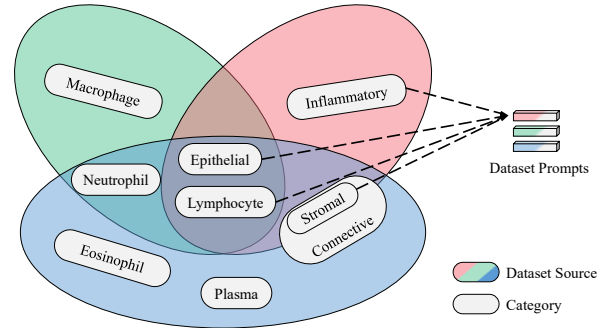 Macrophage
Inflammatory
Epithelial
Neutrophil
Lymphocyte
Stromal
Connective
Eosinophil
Plasma
Dataset Prompts
Dataset Source
Category